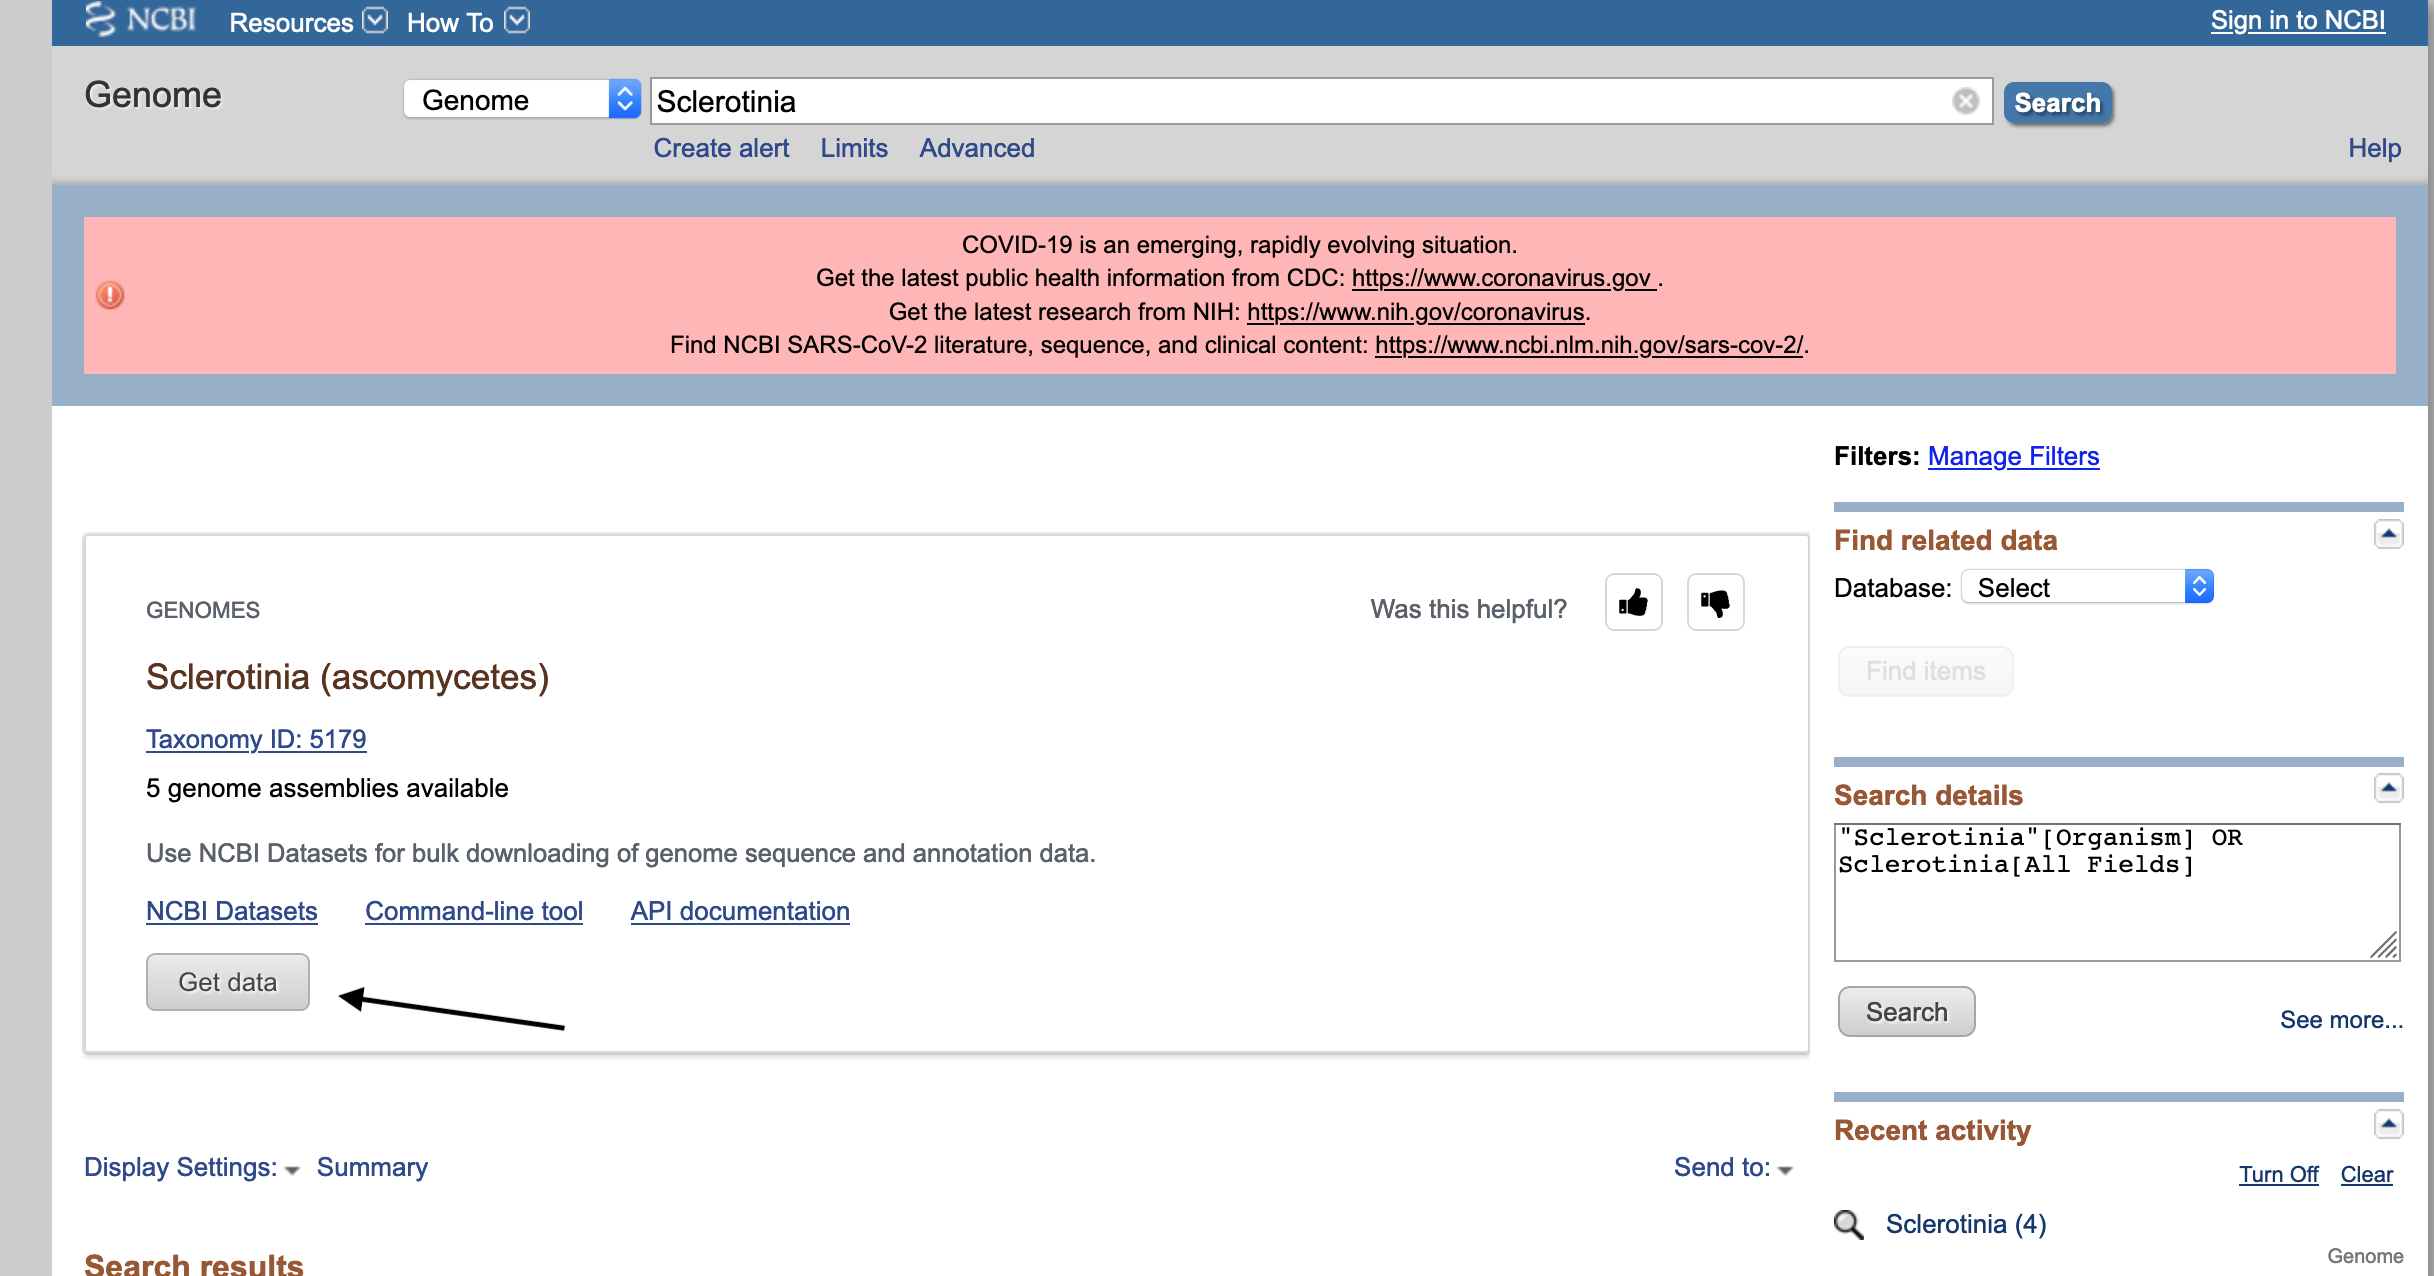 NCBI Resources How To Sign in to NCBI
Genome Genome Sclerotinia Search
Create alert Limits Advanced Help
COVID-19 is an emerging, rapidly evolving situation.
Get the latest public health information from CDC: https://www.coronavirus.gov .
Get the latest research from NIH: https://www.nih.gov/coronavirus.
Find NCBI SARS-CoV-2 literature, sequence, and clinical content: https://www.ncbi.nlm.nih.gov/sars-cov-2/.
GENOMES
Was this helpful?
Sclerotinia (ascomycetes)
Taxonomy ID: 5179
5 genome assemblies available
Use NCBI Datasets for bulk downloading of genome sequence and annotation data.
NCBI Datasets Command-line tool API documentation
Get data
Display Settings: Summary Send to:
Search results
Filters: Manage Filters
Find related data
Database: Select
Find items
Search details
"Sclerotinia"[Organism] OR
Sclerotinia[All Fields]
Search
See more...
Recent activity
Turn Off Clear
Sclerotinia (4)
Genome